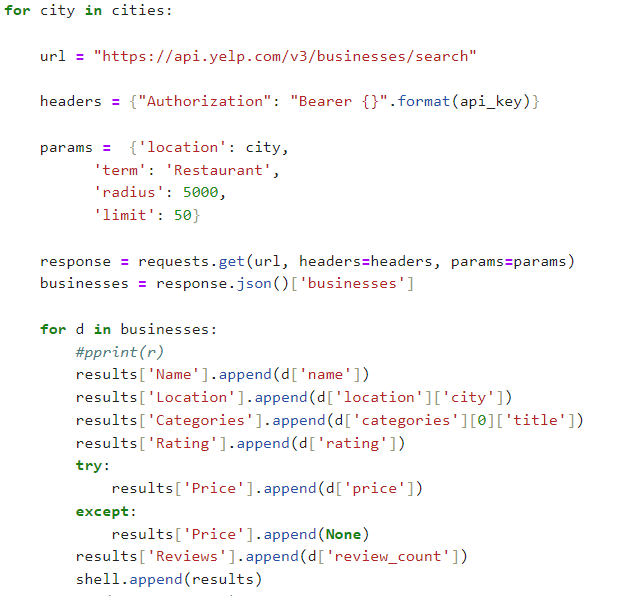 for city in cities:
url = "https://api.yelp.com/v3/businesses/search"
headers = {"Authorization": "Bearer {}".format(api_key)}
params =  {'location': city,
'term': 'Restaurant',
'radius': 5000,
'limit': 50}
response = requests.get(url, headers=headers, params=params)
businesses = response.json()['businesses']
for d in businesses:
#pprint(r)
results['Name'].append(d['name'])
results['Location'].append(d['location']['city'])
results['Categories'].append(d['categories'][0]['title'])
results['Rating'].append(d['rating'])
try:
results['Price'].append(d['price'])
except:
results['Price'].append(None)
results['Reviews'].append(d['review_count'])
shell.append(results)